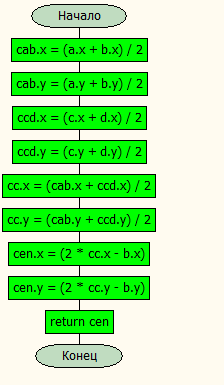 Начало
cab.x = (a.x + b.x) / 2
cab.y = (a.y + b.y) / 2
ccd.x = (c.x + d.x) / 2
ccd.y = (c.y + d.y) / 2
cc.x = (cab.x + ccd.x) / 2
cc.y = (cab.y + ccd.y) / 2
cen.x = (2 * cc.x - b.x)
cen.y = (2 * cc.y - b.y)
return cen
Конец